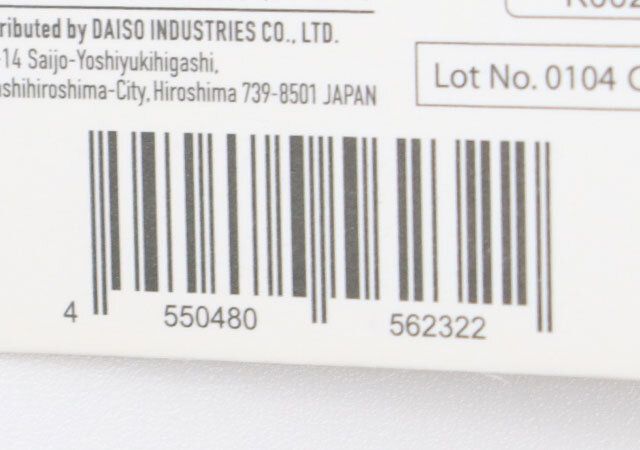 ributed by DAISO INDUSTRIES CO., LTD.
-14 Saijo-Yoshiyukihigashi,
ashihiroshima-City, Hiroshima 739-8501 JAPAN
Lot No. 0104
4 550480 562322